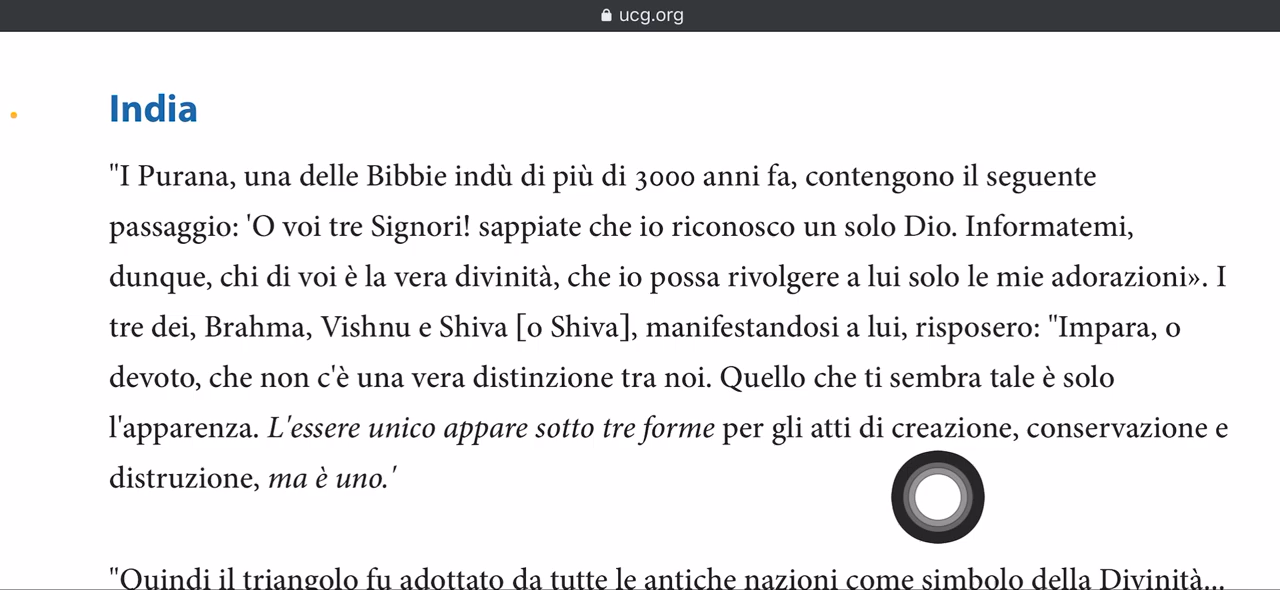 ucg.org
India
"I Purana, una delle Bibbie indù di più di 3000 anni fa, contengono il seguente
passaggio: 'O voi tre Signori! sappiate che io riconosco un solo Dio. Informatemi,
dunque, chi di voi è la vera divinità, che io possa rivolgere a lui solo le mie adorazioni». I
tre dei, Brahma, Vishnu e Shiva [o Shiva], manifestandosi a lui, risposero: "Impara, o
devoto, che non c'è una vera distinzione tra noi. Quello che ti sembra tale è solo
l'apparenza. L'essere unico appare sotto tre forme per gli atti di creazione, conservazione e
distruzione, ma è uno.'
"Quindi il triangolo fu adottato da tutte le antiche nazioni come simbolo della Divinità...